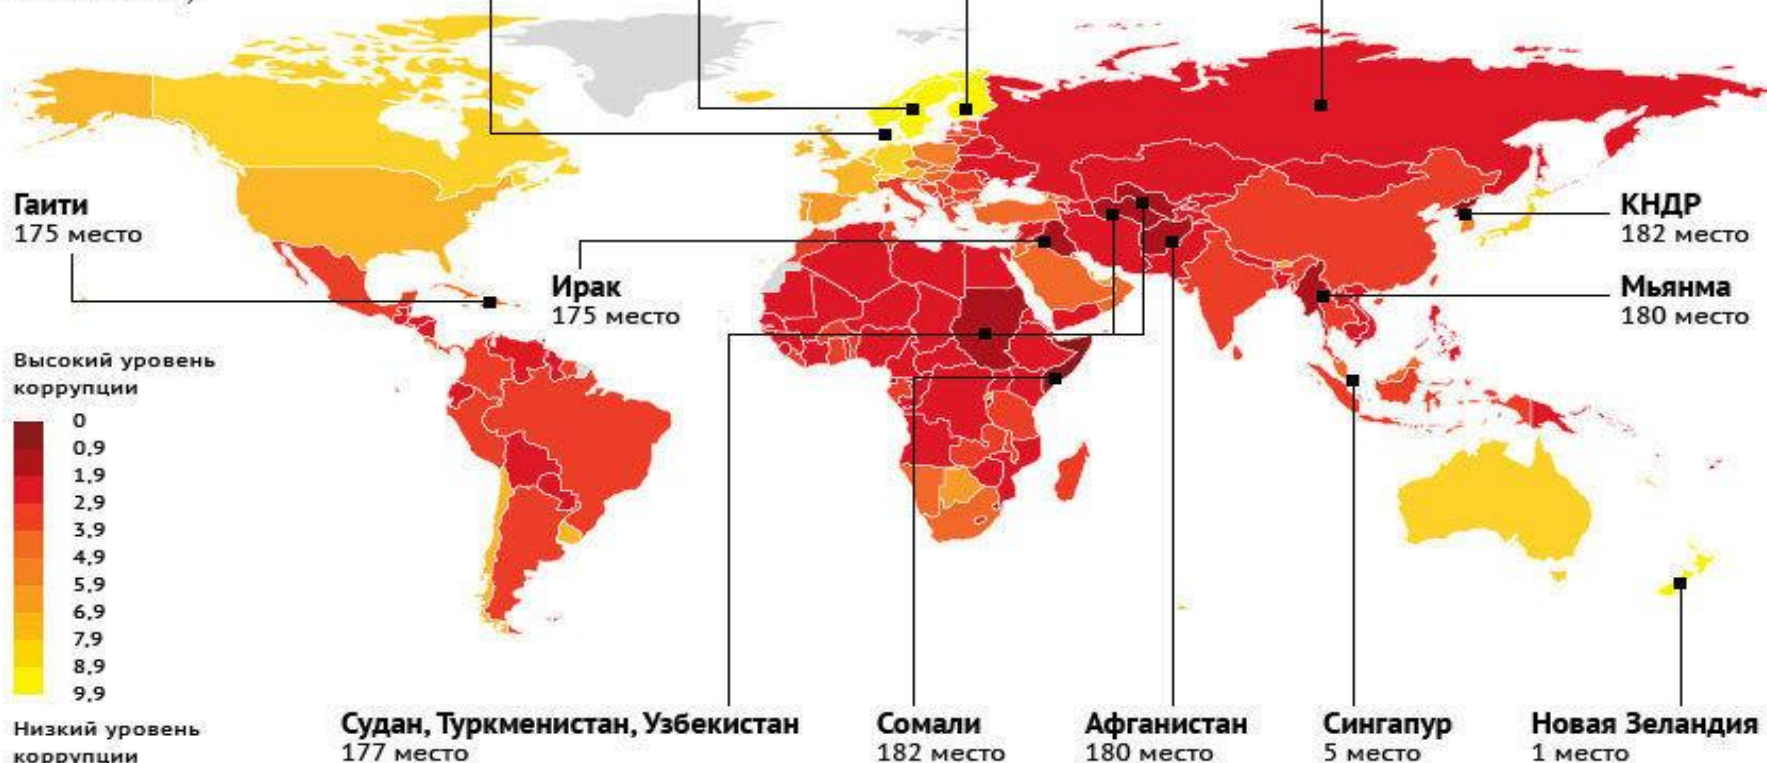 Гаити
175 место
Ирак
175 место
КНДР
182 место
Мьянма
180 место
Высокий уровень
коррупции
0
0,9
1,9
2,9
3,9
4,9
5,9
6,9
7,9
8,9
9,9
Низкий уровень
коррупции
Судан, Туркменистан, Узбекистан
177 место
Сомали
182 место
Афганистан
180 место
Сингапур
5 место
Новая Зеландия
1 место